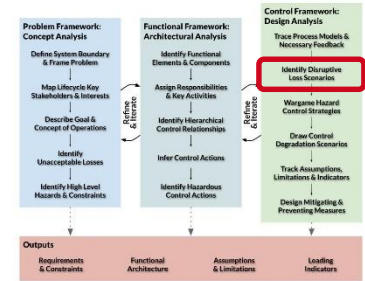 Problem Framework:
Concept Analysis
Define System Boundary
& Frame Problem
Map Lifecycle Key
Stakeholders & Interests
Describe Goal &
Concept of Operations
Identify
Unacceptable Losses
Identify High Level
Hazards & Constraints
Refine
& Iterate
Functional Framework:
Architectural Analysis
Identify Functional
Elements & Components
Assign Responsibilities
& Key Activities
Identify Hierarchical
Control Relationships
Infer Control Actions
Identify Hazardous
Control Actions
Refine
& Iterate
Control Framework:
Design Analysis
Trace Process Models &
Necessary Feedback
Identify Disruptive
Loss Scenarios
Wargame Hazard
Control Strategies
Draw Control
Degradation Scenarios
Track Assumptions,
Limitations & Indicators
Design Mitigating &
Preventing Measures
Outputs
Requirements
& Constraints
Functional
Architecture
Assumptions
& Limitations
Leading
Indicators